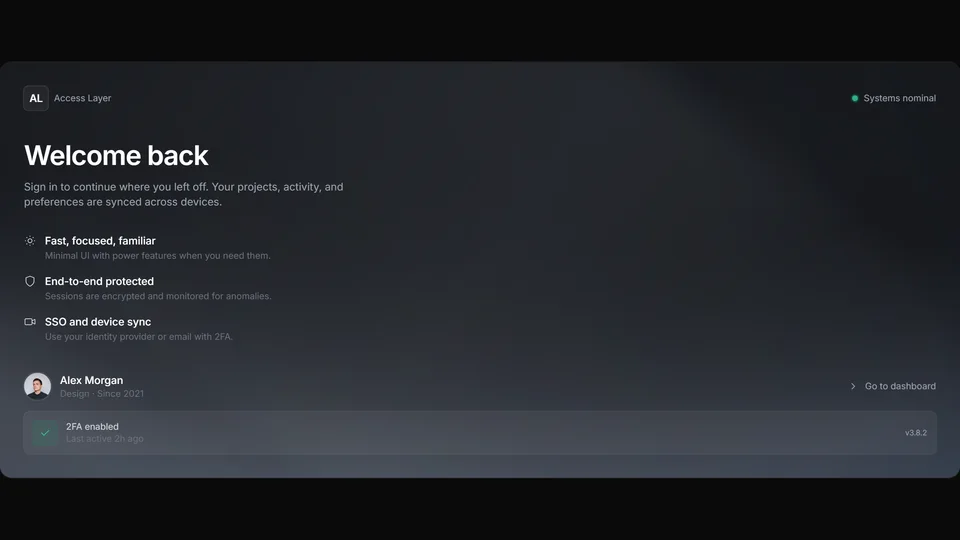 AL
Access Layer
Systems nominal
Welcome back
Sign in to continue where you left off. Your projects, activity, and
preferences are synced across devices.
Fast, focused, familiar
Minimal UI with power features when you need them.
End-to-end protected
Sessions are encrypted and monitored for anomalies.
SSO and device sync
Use your identity provider or email with 2FA.
Alex Morgan
Design · Since 2021
Go to dashboard
2FA enabled
Last active 2h ago
v3.8.2